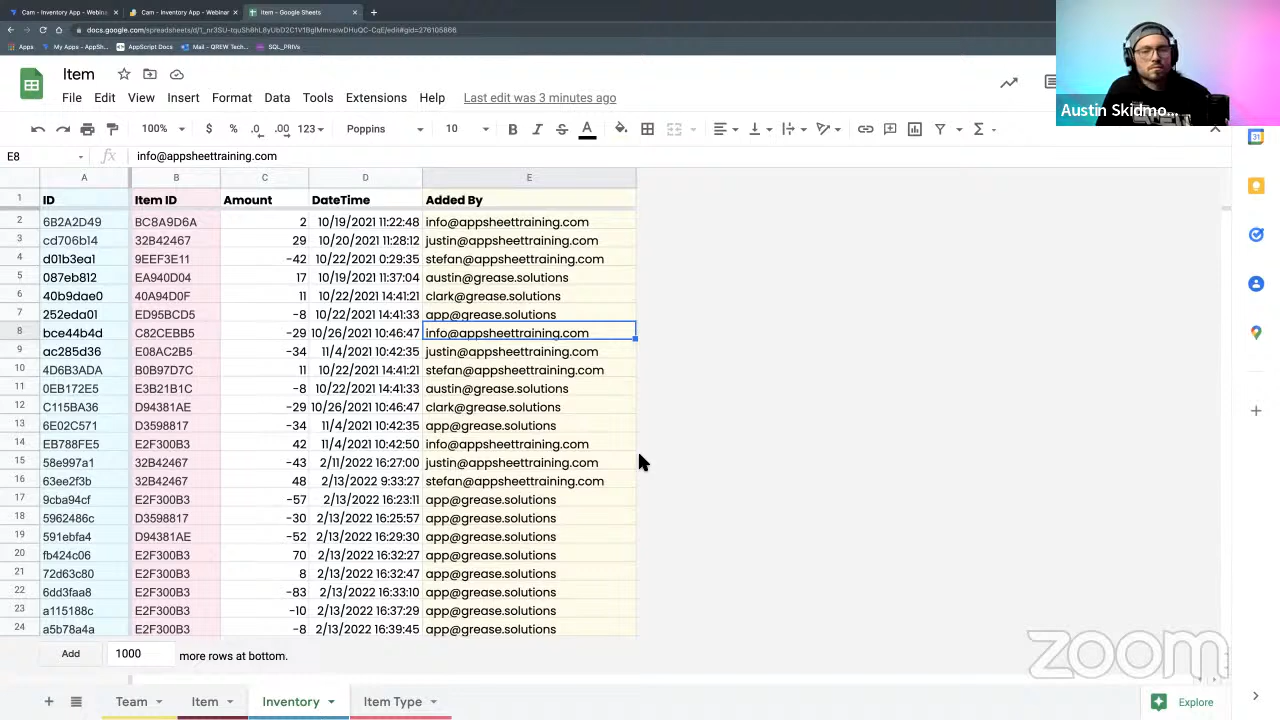 Cam - Inventory App - Webinar
Cam - Inventory App - Webinar
Item - Google Sheets
Apps
My Apps - AppSh...
AppScript Docs
Mail - QREW Tech...
SQL_PRIVs
Austin Skidmo...
Item
File Edit View Insert Format Data Tools Extensions Help Last edit was 3 minutes ago
100% $ % .0 .00 123 Poppins 10 B I S A
E8 fx info@appsheettraining.com
A B C D E
1 ID Item ID Amount DateTime Added By
2 6B2A2D49 BC8A9D6A 2 10/19/2021 11:22:48 info@appsheettraining.com
3 cd706b14 32B42467 29 10/20/2021 11:28:12 justin@appsheettraining.com
4 d01b3ea1 9EEF3E11 -42 10/22/2021 0:29:35 stefan@appsheettraining.com
5 087eb812 EA940D04 17 10/19/2021 11:37:04 austin@grease.solutions
6 40b9dae0 40A94D0F 11 10/22/2021 14:41:21 clark@grease.solutions
7 252eda01 ED95BCD5 -8 10/22/2021 14:41:33 app@grease.solutions
8 bce44b4d C82CEBB5 -29 10/26/2021 10:46:47 info@appsheettraining.com
9 ac285d36 E08AC2B5 -34 11/4/2021 10:42:35 justin@appsheettraining.com
10 4D6B3ADA B0B97D7C 11 10/22/2021 14:41:21 stefan@appsheettraining.com
11 0EB172E5 E3B21B1C -8 10/22/2021 14:41:33 austin@grease.solutions
12 C115BA36 D94381AE -29 10/26/2021 10:46:47 clark@grease.solutions
13 6E02C571 D3598817 -34 11/4/2021 10:42:35 app@grease.solutions
14 EB788FE5 E2F300B3 42 11/4/2021 10:42:50 info@appsheettraining.com
15 58e997a1 32B42467 -43 2/11/2022 16:27:00 justin@appsheettraining.com
16 63ee2f3b 32B42467 48 2/13/2022 9:33:27 stefan@appsheettraining.com
17 9cba94cf E2F300B3 -57 2/13/2022 16:23:11 app@grease.solutions
18 5962486c D3598817 -30 2/13/2022 16:25:57 app@grease.solutions
19 591ebfa4 D94381AE -52 2/13/2022 16:29:30 app@grease.solutions
20 fb424c06 E2F300B3 70 2/13/2022 16:32:27 app@grease.solutions
21 72d63c80 E2F300B3 8 2/13/2022 16:32:47 app@grease.solutions
22 6dd3faa8 E2F300B3 -83 2/13/2022 16:33:10 app@grease.solutions
23 a115188c E2F300B3 -10 2/13/2022 16:37:29 app@grease.solutions
24 a5b78a4a E2F300B3 -8 2/13/2022 16:39:45 app@grease.solutions
Add 1000 more rows at bottom.
zoom
Team Item Inventory Item Type Explore